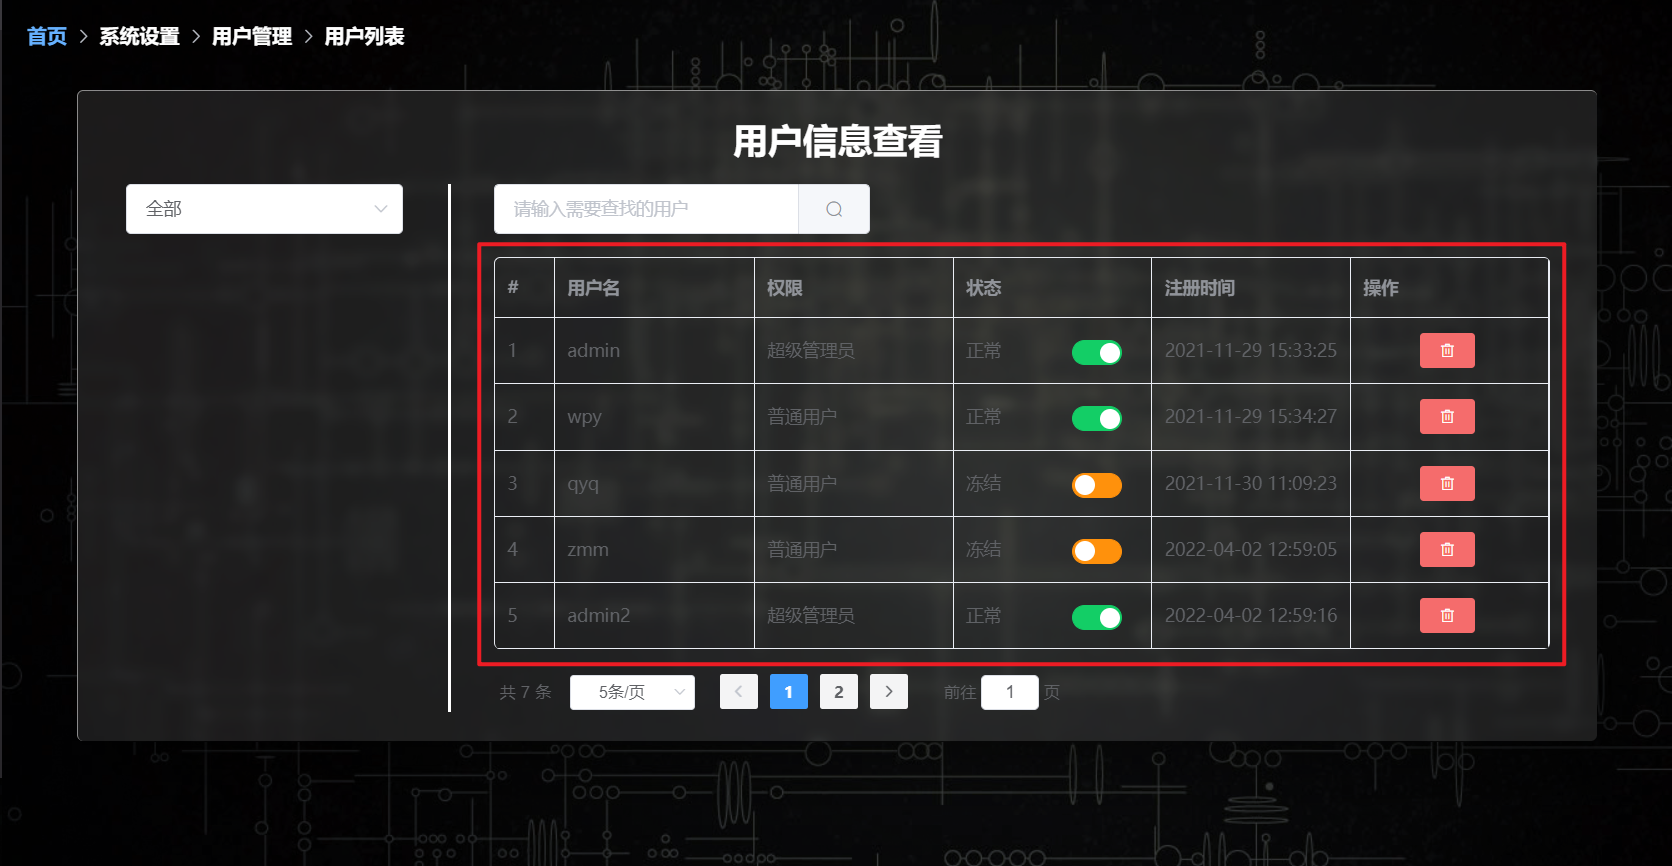 首页 > 系统设置 > 用户管理 > 用户列表
用户信息查看
全部
请输入需要查找的用户
# 用户名 权限 状态 注册时间 操作
1 admin 超级管理员 正常 2021-11-29 15:33:25
2 wpy 普通用户 正常 2021-11-29 15:34:27
3 qyq 普通用户 冻结 2021-11-30 11:09:23
4 zmm 普通用户 冻结 2022-04-02 12:59:05
5 admin2 超级管理员 正常 2022-04-02 12:59:16
共 7 条 5条/页 < 1 2 > 前往 1 页